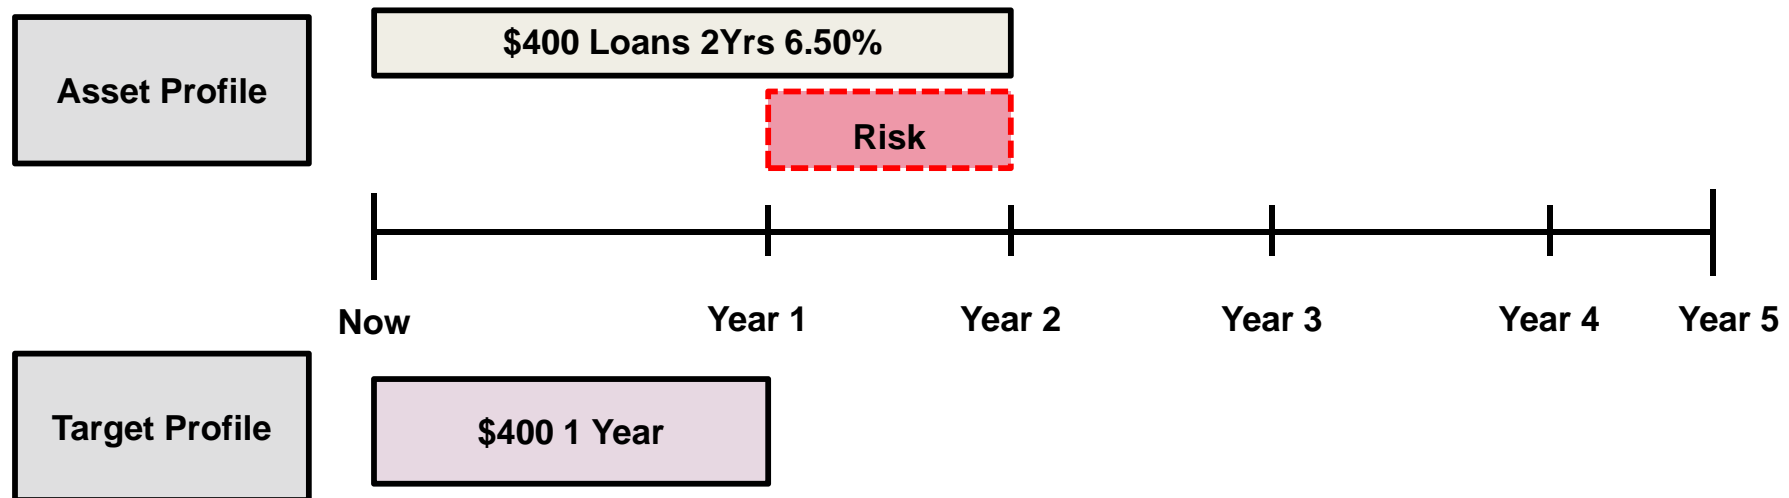 $400 Loans 2Yrs 6.50%
Asset Profile
Risk
Now
Year 1
Year 2
Year 3
Year 4
Year 5
Target Profile
$400 1 Year